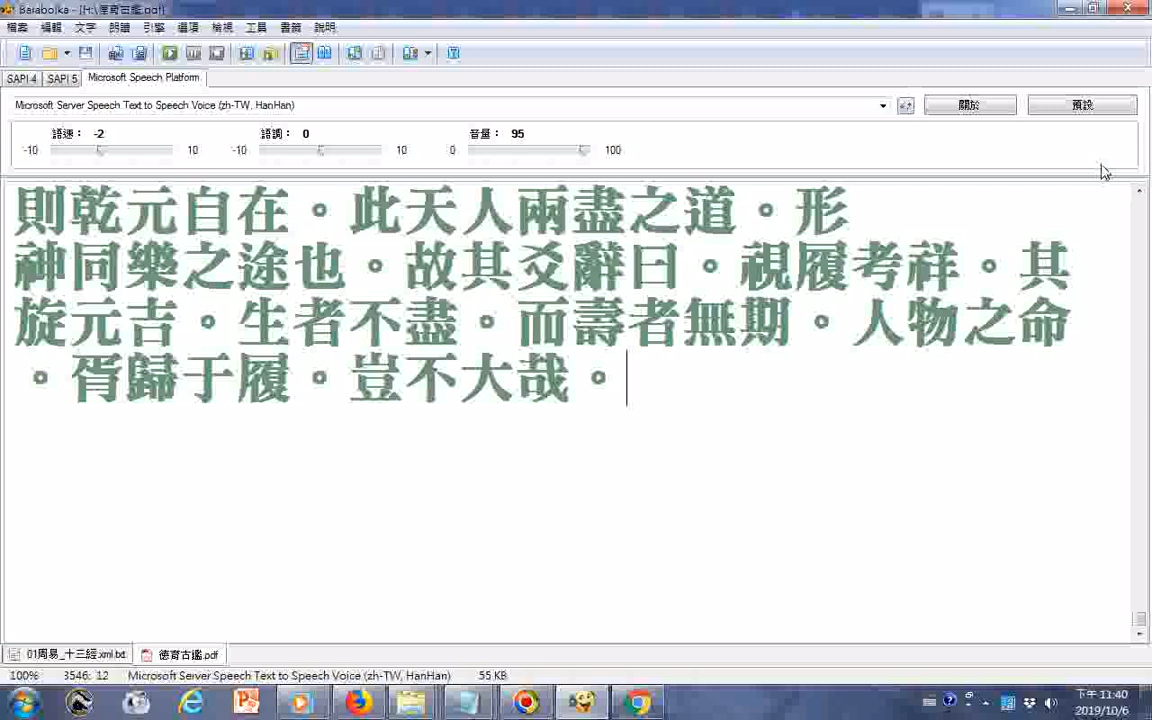 Balabolka - [H:\德育古鑑.pdf]
檔案 編輯 文字 朗讀 引擎 選項 檢視 工具 書籤 說明
SAPI 4 SAPI 5 Microsoft Speech Platform
Microsoft Server Speech Text to Speech Voice (zh-TW, HanHan) 關於 預設
語速： -2 語調： 0 音量： 95
-10 10 -10 10 0 100
則乾元自在。此天人兩盡之道。形
神同樂之途也。故其爻辭曰。視履考祥。其
旋元吉。生者不盡。而壽者無期。人物之命
。胥歸于履。豈不大哉。
01周易_十三經.xml.txt 德育古鑑.pdf
100% 3546: 12 Microsoft Server Speech Text to Speech Voice (zh-TW, HanHan) 55 KB
下午 11:40
2019/10/6